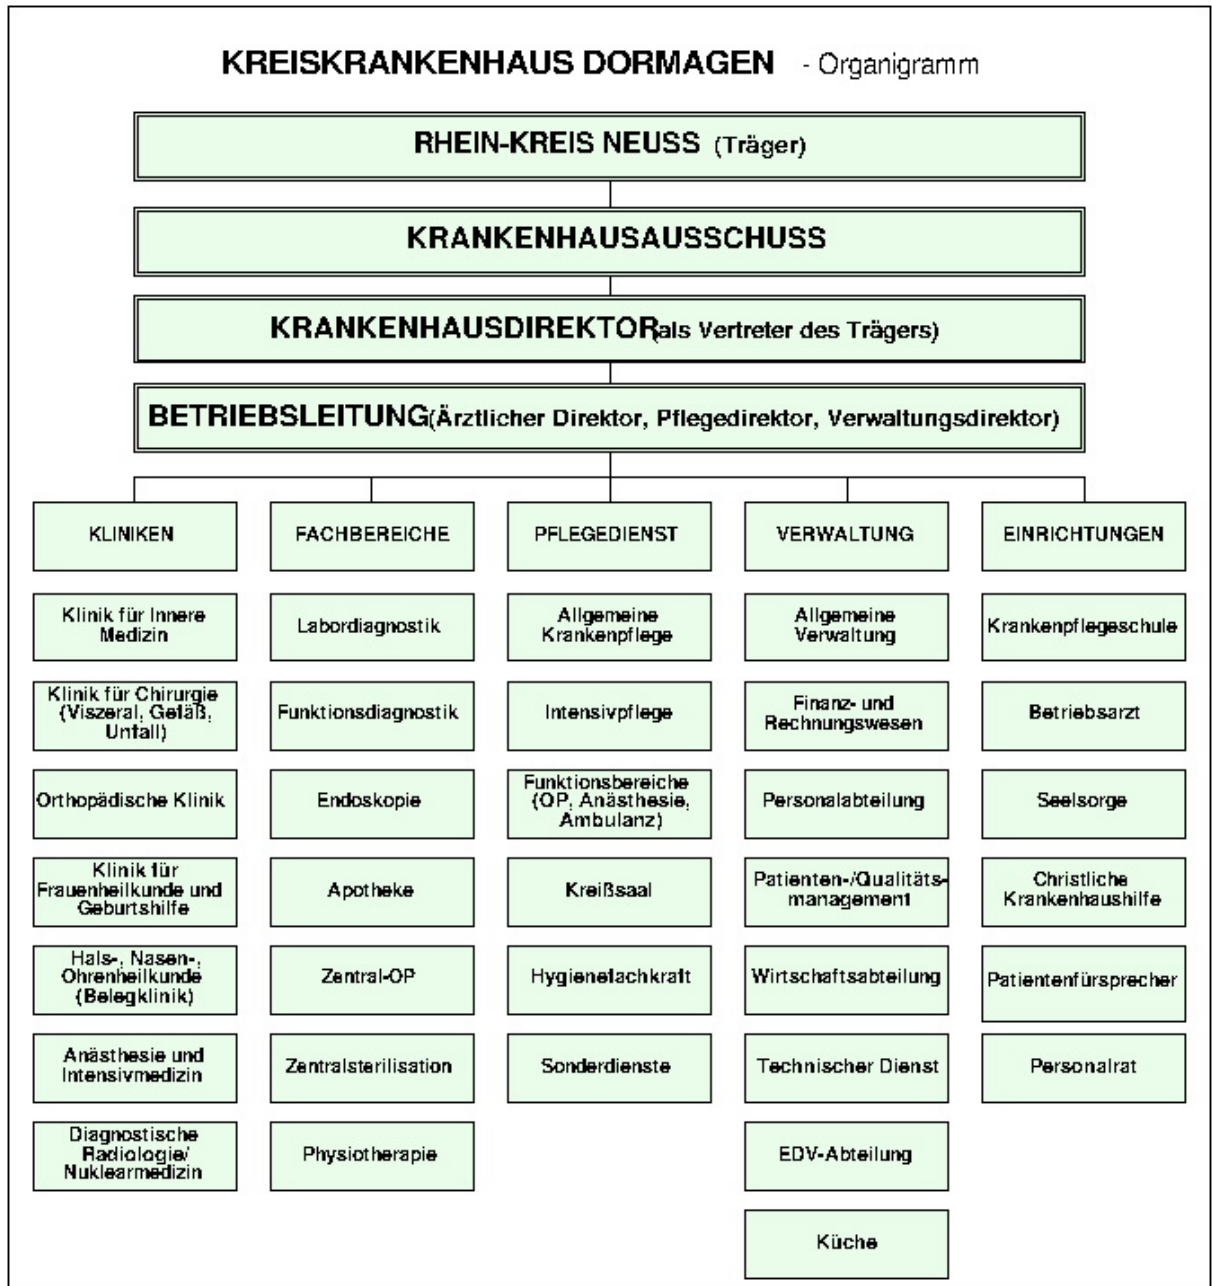 KREISKRANKENHAUS DORMAGEN - Organigramm
RHEIN-KREIS NEUSS (Träger)
KRANKENHAUSAUSSCHUSS
KRANKENHAUSDIREKTOR(als Vertreter des Trägers)
BETRIEBSLEITUNG(Ärztlicher Direktor, Pflegedirektor, Verwaltungsdirektor)
KLINIKEN
Klinik für Innere
Medizin
Klinik für Chirurgie
(Viszeral, Gefäß,
Unfall)
Orthopädische Klinik
Klinik für
Frauenheilkunde und
Geburtshilfe
Hals-, Nasen-,
Ohrenheilkunde
(Belegklinik)
Anästhesie und
Intensivmedizin
Diagnostische
Radiologie/
Nuklearmedizin
FACHBEREICHE
Labordiagnostik
Funktionsdiagnostik
Endoskopie
Apotheke
Zentral-OP
Zentralsterilisation
Physiotherapie
PFLEGEDIENST
Allgemeine
Krankenpflege
Intensivpflege
Funktionsbereiche
(OP, Anästhesie,
Ambulanz)
Kreißsaal
Hygienefachkraft
Sonderdienste
VERWALTUNG
Allgemeine
Verwaltung
Finanz- und
Rechnungswesen
Personalabteilung
Patienten-/Qualitäts-
management
Wirtschaftsabteilung
Technischer Dienst
EDV-Abteilung
Küche
EINRICHTUNGEN
Krankenpflegeschule
Betriebsarzt
Seelsorge
Christliche
Krankenhaushilfe
Patientenfürsprecher
Personalrat